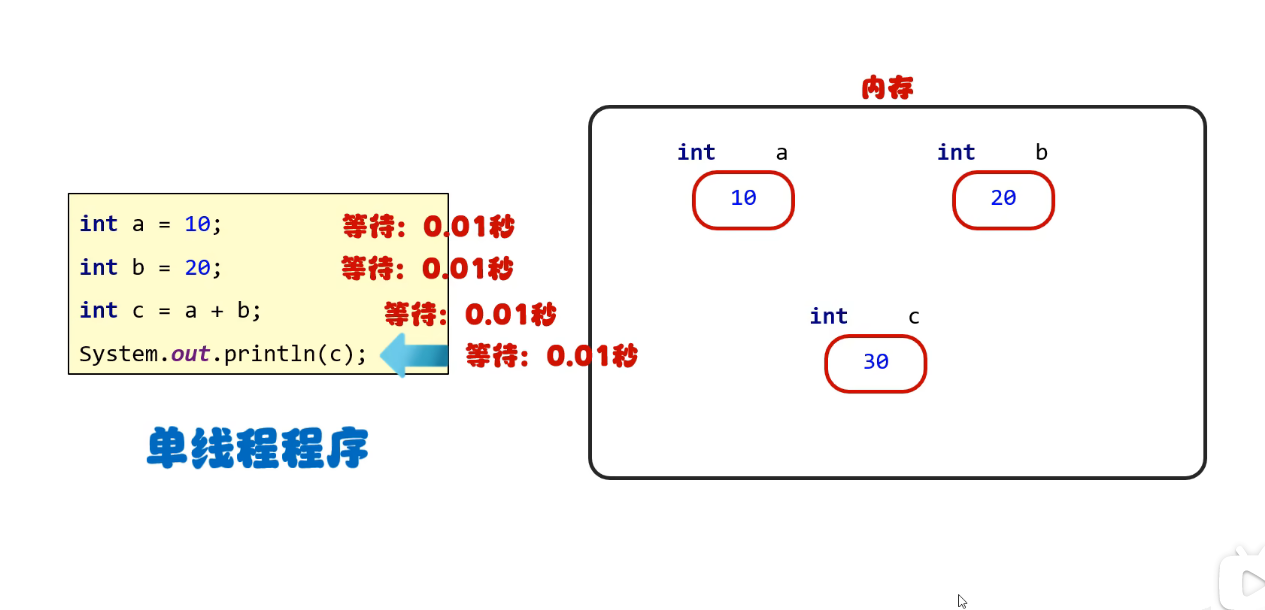 内存
int a
int b
10
20
int a = 10; 等待：0.01秒
int b = 20; 等待：0.01秒
int c = a + b; 等待：0.01秒
System.out.println(c); 等待：0.01秒
int c
30
单线程程序